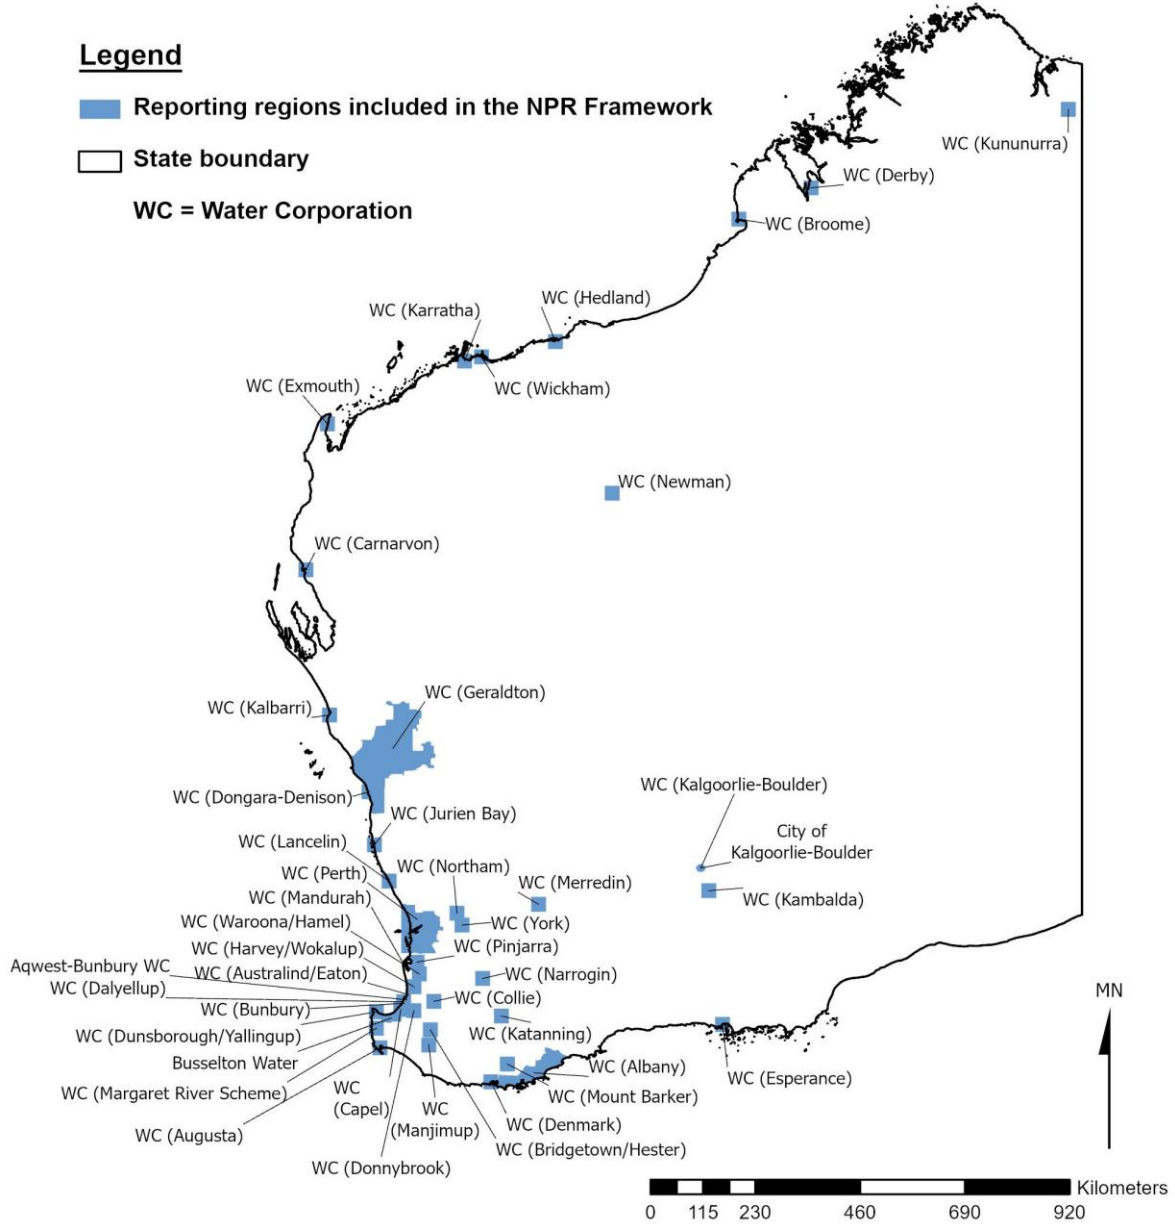 Legend
Reporting regions included in the NPR Framework
State boundary
WC = Water Corporation
WC (Kununurra)
WC (Derby)
WC (Broome)
WC (Hedland)
WC (Karratha)
WC (Wickham)
WC (Exmouth)
WC (Newman)
WC (Carnarvon)
WC (Geraldton)
WC (Kalbarri)
WC (Kalgoorlie-Boulder)
WC (Dongara-Denison)
WC (Jurien Bay)
City of
Kalgoorlie-Boulder
WC (Lancelin)
WC (Northam)
WC (Perth)
WC (Merredin)
WC (Mandurah)
WC (Kambalda)
WC (Waroona/Hamel)
WC (York)
WC (Harvey/Wokalup)
WC (Pinjarra)
Aqwest-Bunbury WC
WC (Australind/Eaton)
WC (Narrogin)
WC (Dalyellup)
WC (Collie)
WC (Bunbury)
WC (Katanning)
WC (Dunsborough/Yallingup)
Busselton Water
WC (Albany)
WC (Esperance)
WC (Margaret River Scheme)
WC
(Capel)
WC (Mount Barker)
WC
(Manjimup)
WC (Denmark)
WC (Augusta)
WC (Bridgetown/Hester)
WC (Donnybrook)
MN
Kilometers
0 115 230 460 690 920